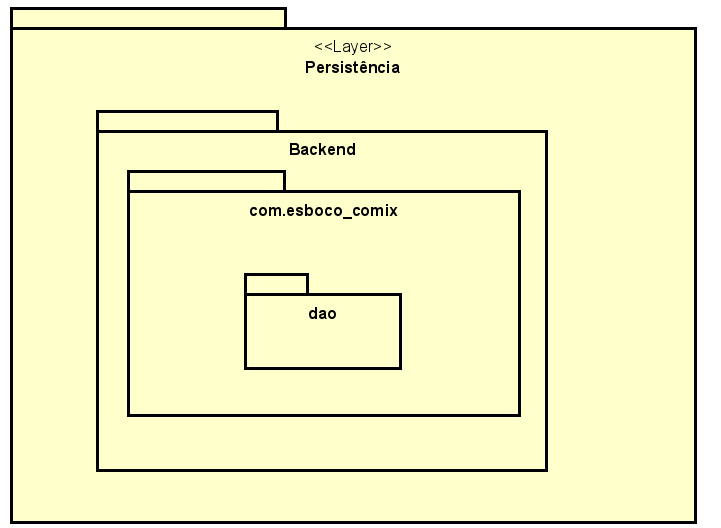 <<Layer>>
Persistência
Backend
com.esboco_comix
dao